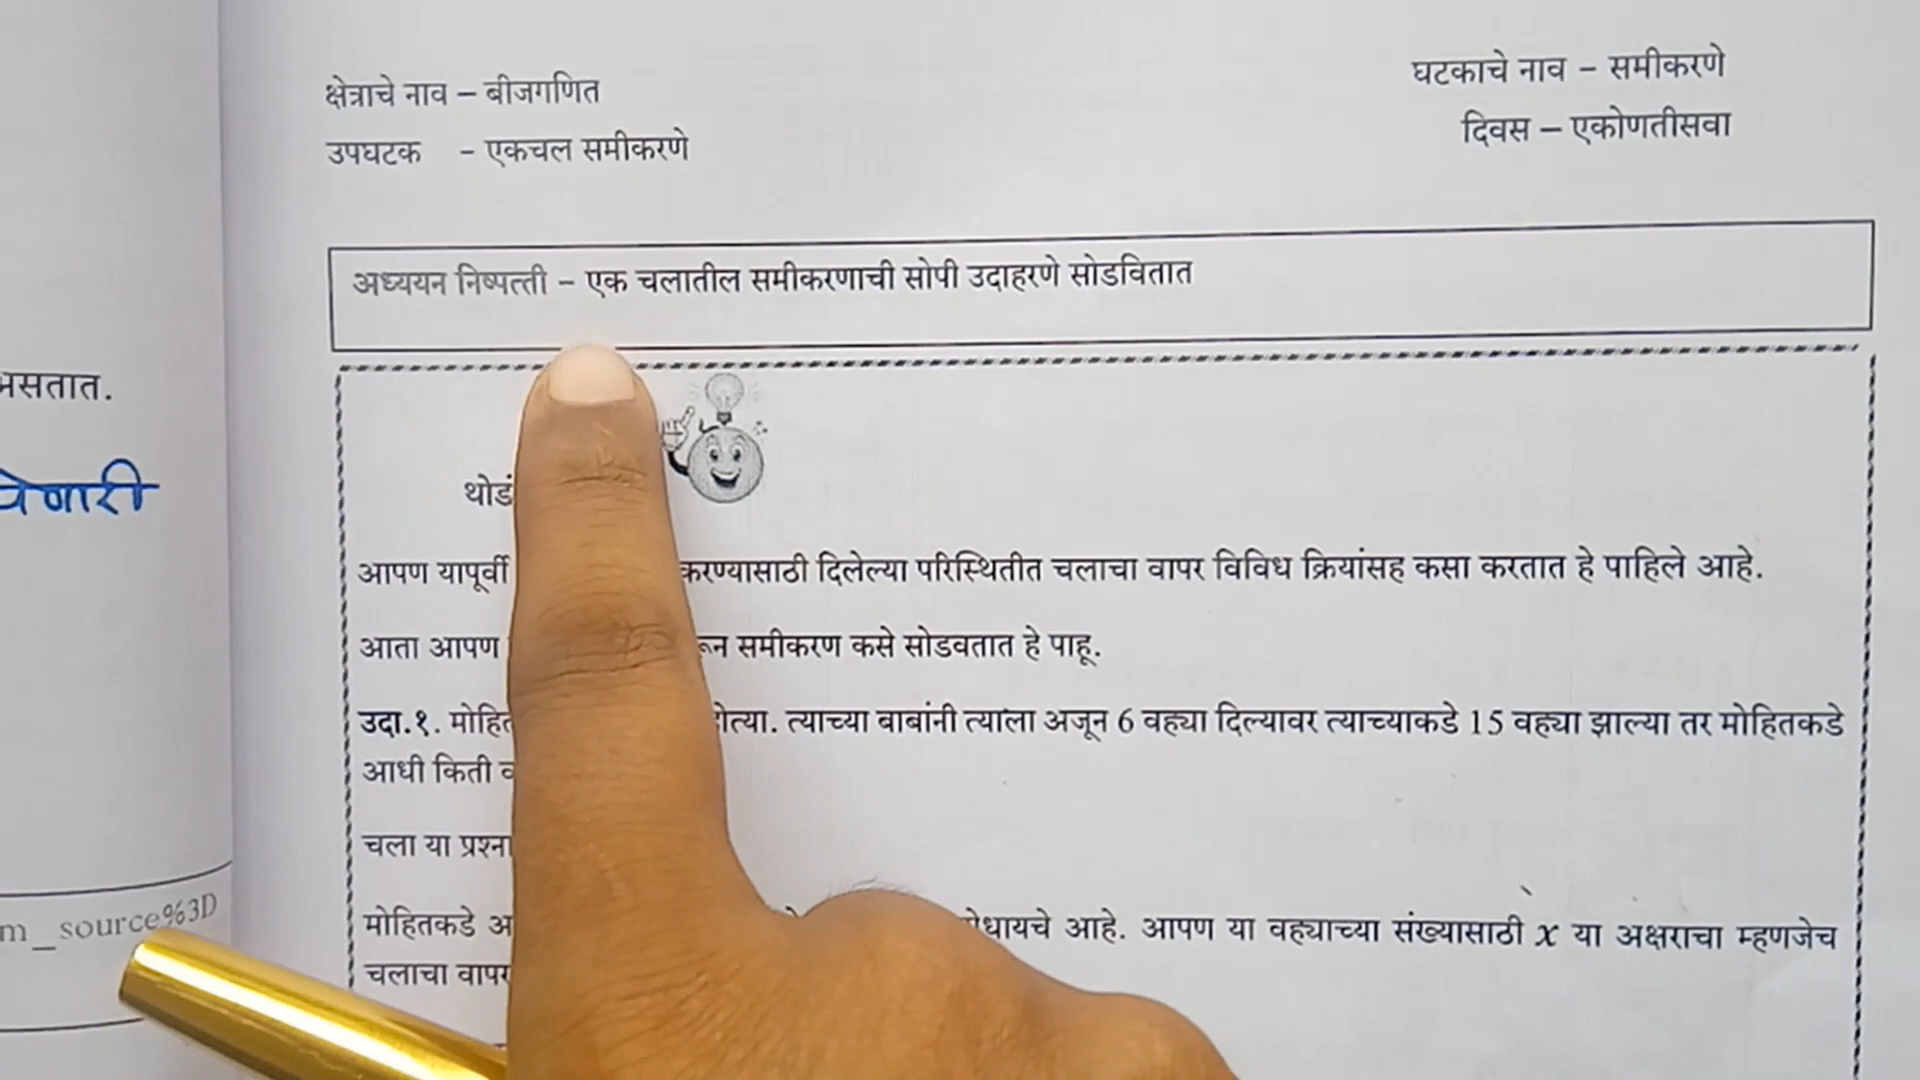 क्षेत्राचे नाव – बीजगणित
घटकाचे नाव – समीकरणे
उपघटक - एकचल समीकरणे
दिवस – एकोणतीसवा
अध्ययन निष्पत्ती – एक चलातील समीकरणाची सोपी उदाहरणे सोडवितात
थोडं
आपण यापूर्वी करण्यासाठी दिलेल्या परिस्थितीत चलाचा वापर विविध क्रियांसह कसा करतात हे पाहिले आहे.
आता आपण समीकरण कसे सोडवतात हे पाहू.
उदा.१. त्याच्या बाबांनी त्याला अजून 6 वह्या दिल्यावर त्याच्याकडे 15 वह्या झाल्या तर मोहितकडे
आधी किती
चला या
मोहितकडे आहे. आपण या वह्याच्या संख्यासाठी x या अक्षराचा म्हणजेच
चलाचा
m_source%3D